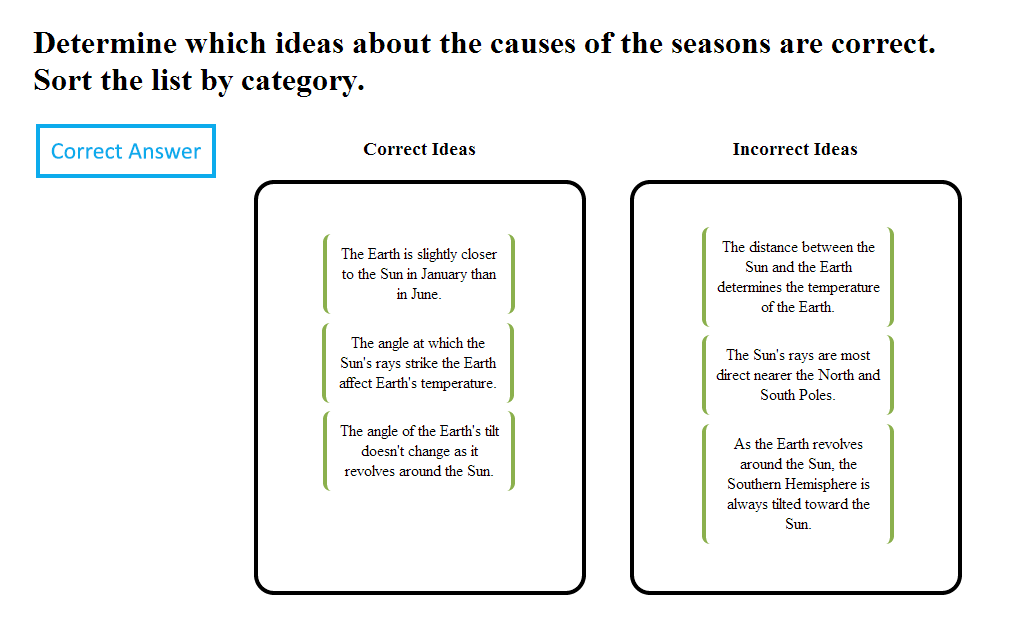 Determine which ideas about the causes of the seasons are correct.
Sort the list by category.
Correct Answer
Correct Ideas
The Earth is slightly closer
to the Sun in January than
in June.
The angle at which the
Sun's rays strike the Earth
affect Earth's temperature.
The angle of the Earth's tilt
doesn't change as it
revolves around the Sun.
Incorrect Ideas
The distance between the
Sun and the Earth
determines the temperature
of the Earth.
The Sun's rays are most
direct nearer the North and
South Poles.
As the Earth revolves
around the Sun, the
Southern Hemisphere is
always tilted toward the
Sun.